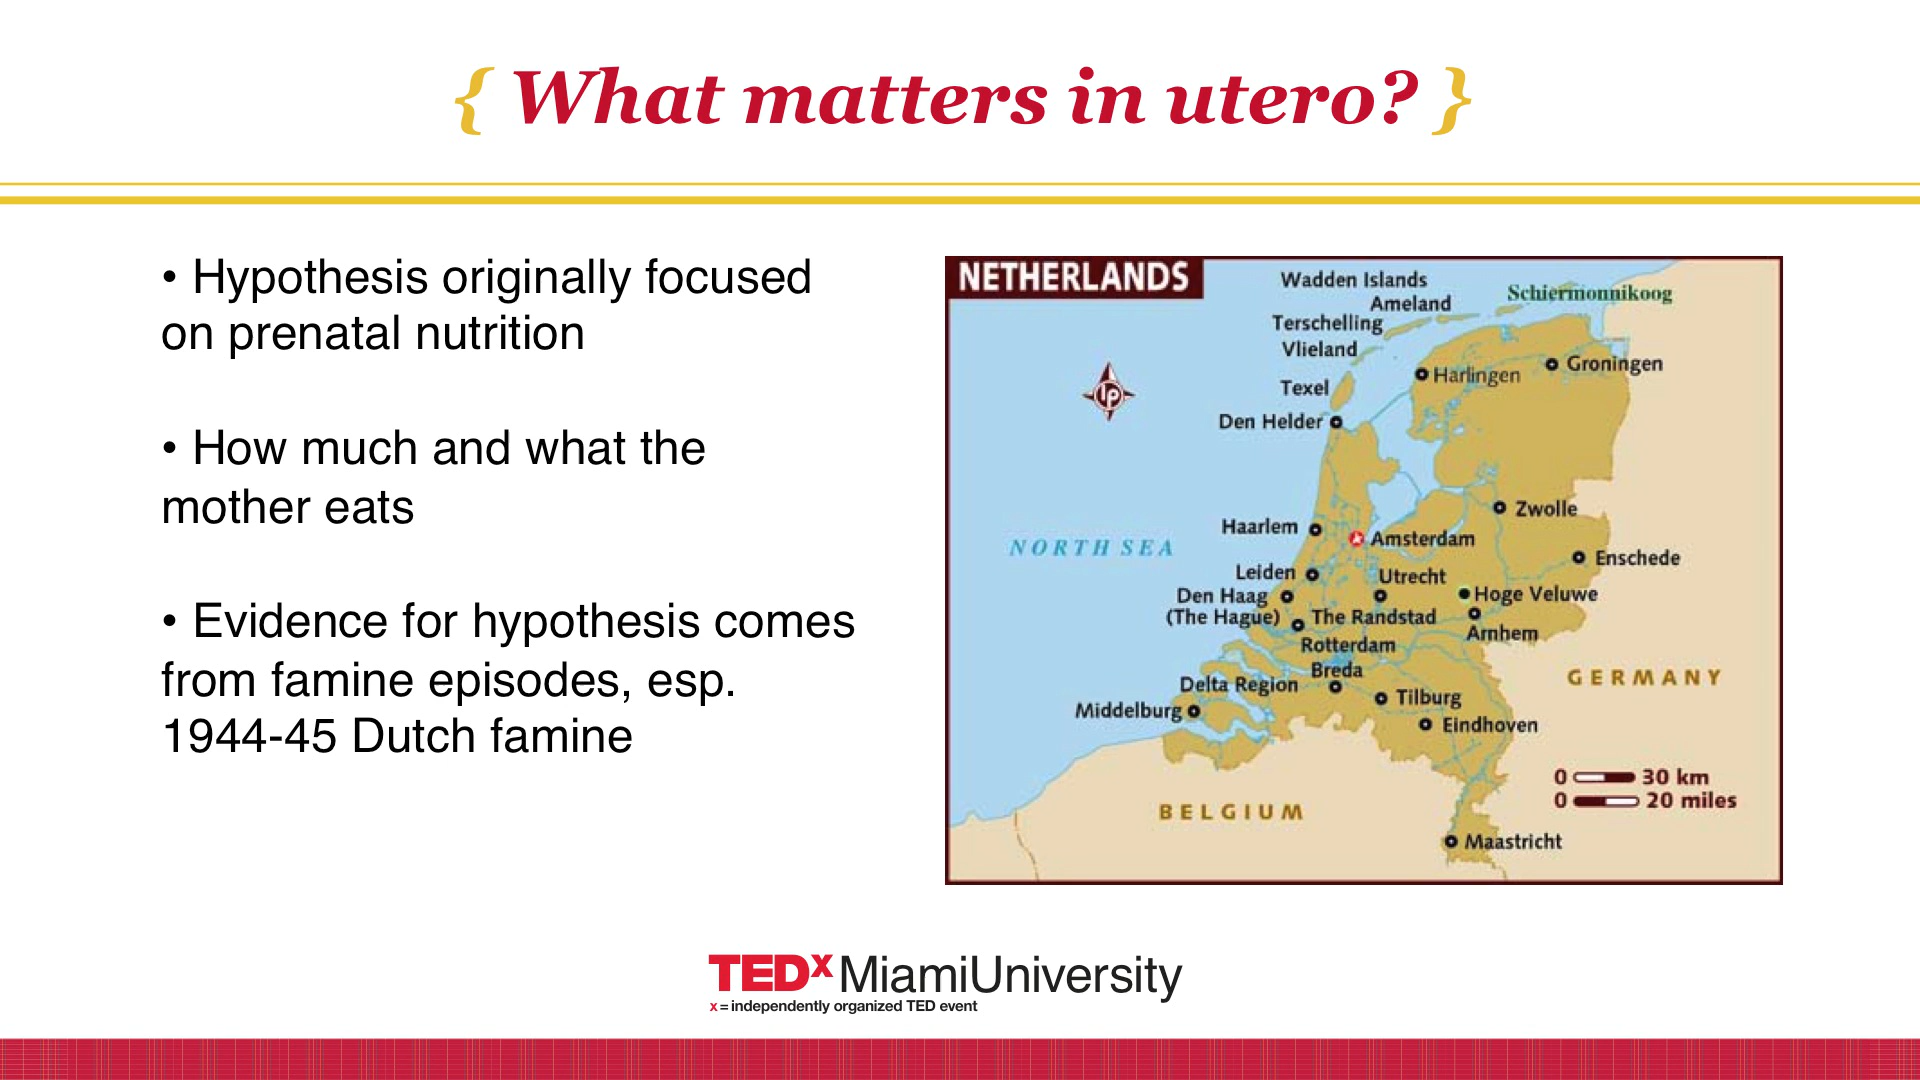 { What matters in utero? }
• Hypothesis originally focused
on prenatal nutrition
• How much and what the
mother eats
• Evidence for hypothesis comes
from famine episodes, esp.
1944-45 Dutch famine
NETHERLANDS
Wadden Islands
Schiermonnikoog
Ameland
Terschelling
Vlieland
Groningen
Harlingen
Texel
Den Helder
Zwolle
Haarlem
Amsterdam
NORTH SEA
Enschede
Leiden
Utrecht
Hoge Veluwe
Den Haag
(The Hague)
The Randstad
Arnhem
Rotterdam
Breda
GERMANY
Delta Region
Tilburg
Middelburg
Eindhoven
0 30 km
0 20 miles
BELGIUM
Maastricht
lp
TEDx MiamiUniversity
x = independently organized TED event